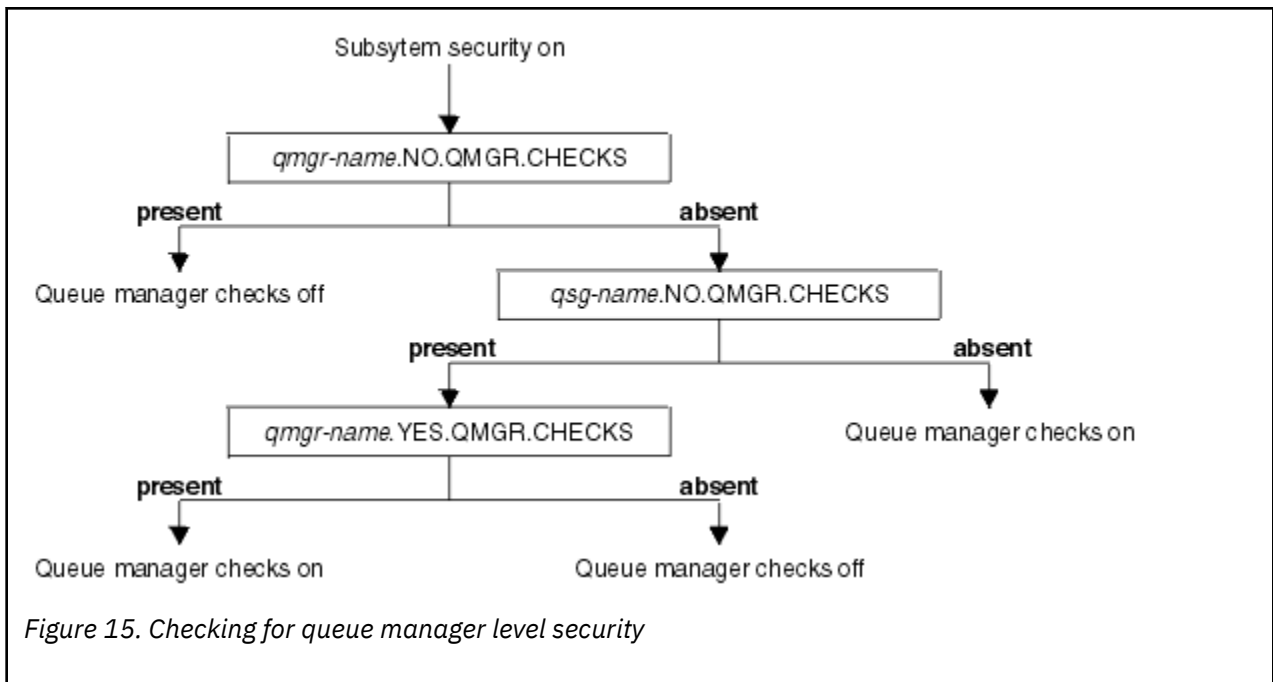 Subsytem security on
qmgr-name.NO.QMGR.CHECKS
present absent
Queue manager checks off
qsg-name.NO.QMGR.CHECKS
present absent
qmgr-name.YES.QMGR.CHECKS
Queue manager checks on
present absent
Queue manager checks on
Queue manager checks off
Figure 15. Checking for queue manager level security